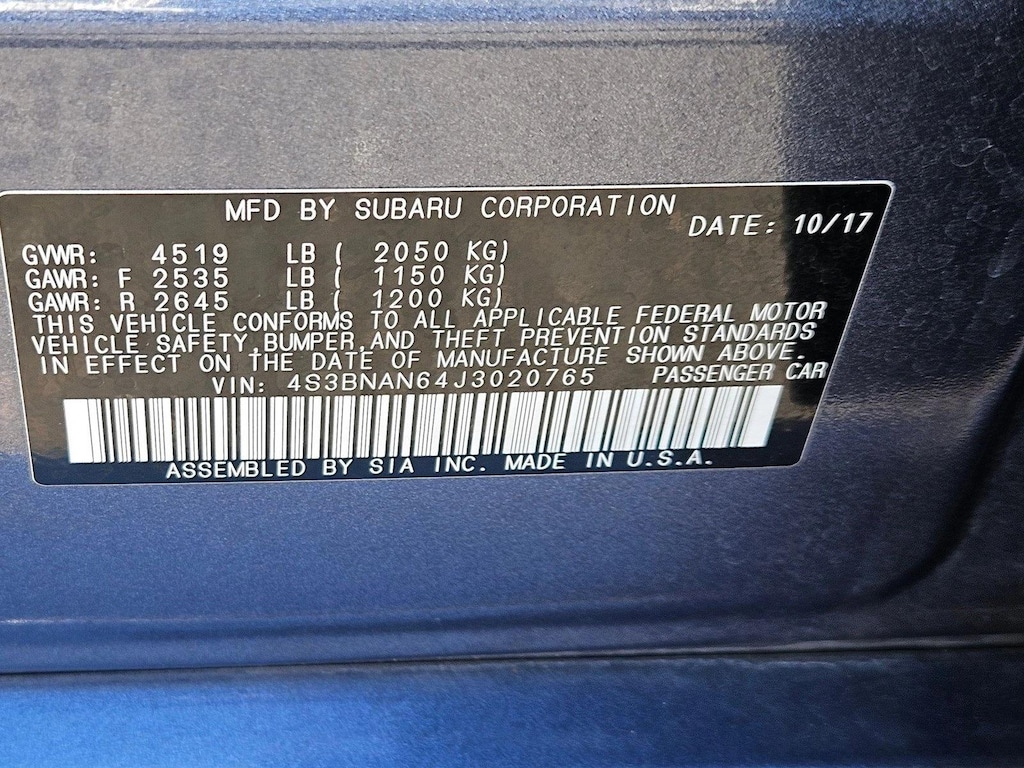 MFD BY SUBARU CORPORATION DATE: 10/17
GVWR: 4519 LB ( 2050 KG)
GAWR: F 2535 LB ( 1150 KG)
GAWR: R 2645 LB ( 1200 KG)
THIS VEHICLE CONFORMS TO ALL APPLICABLE FEDERAL MOTOR
VEHICLE SAFETY,BUMPER,AND THEFT PREVENTION STANDARDS
IN EFFECT ON THE DATE OF MANUFACTURE SHOWN ABOVE.
VIN: 4S3BNAN64J3020765 PASSENGER CAR
ASSEMBLED BY SIA INC. MADE IN U.S.A.